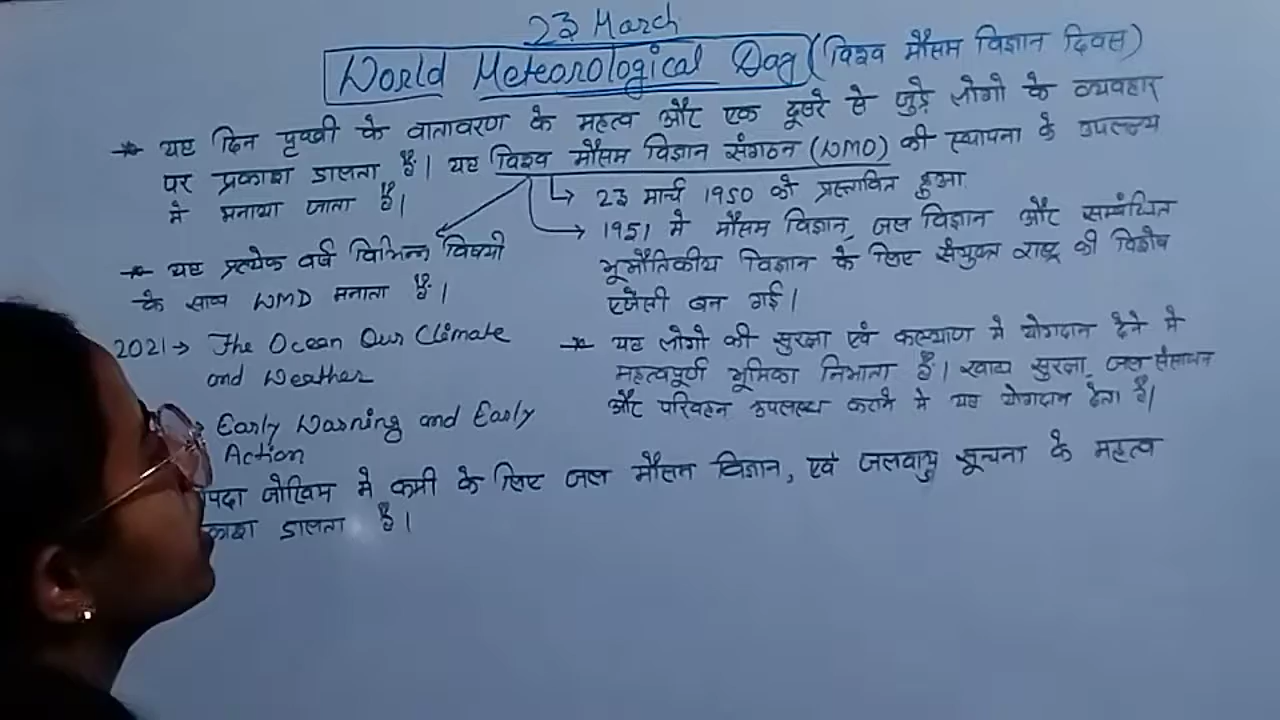 23 March
World Meteorological Day (विश्व मौसम विज्ञान दिवस)
→ यह दिन पृथ्वी के वातावरण के महत्व और एक दूसरे से जुड़े लोगो के व्यवहार
पर प्रकाश डालता है। यह विश्व मौसम विज्ञान संगठन (WMO) की स्थापना के उपलक्ष्य
मे मनाया जाता है।
→ 23 मार्च 1950 को प्रस्तावित हुआ
→ 1951 मे मौसम विज्ञान, जल विज्ञान और सम्बंधित
भूभौतिकीय विज्ञान के लिए संयुक्त राष्ट्र की विशेष
एजेंसी बन गई।
→ यह प्रत्येक वर्ष विभिन्न विषयो
के साथ WMO मनाता है।
2021 → The Ocean Our Climate
and Weather
Early Warning and Early
Action
→ यह लोगो की सुरक्षा एवं कल्याण मे योगदान देने मे
महत्वपूर्ण भूमिका निभाता है। खाद्य सुरक्षा, जल संसाधन
और परिवहन उपलब्ध कराने मे यह योगदान देता है।
पदा जोखिम मे कमी के लिए जल मौसम विज्ञान, एवं जलवायु सूचना के महत्व
काश डालता है।